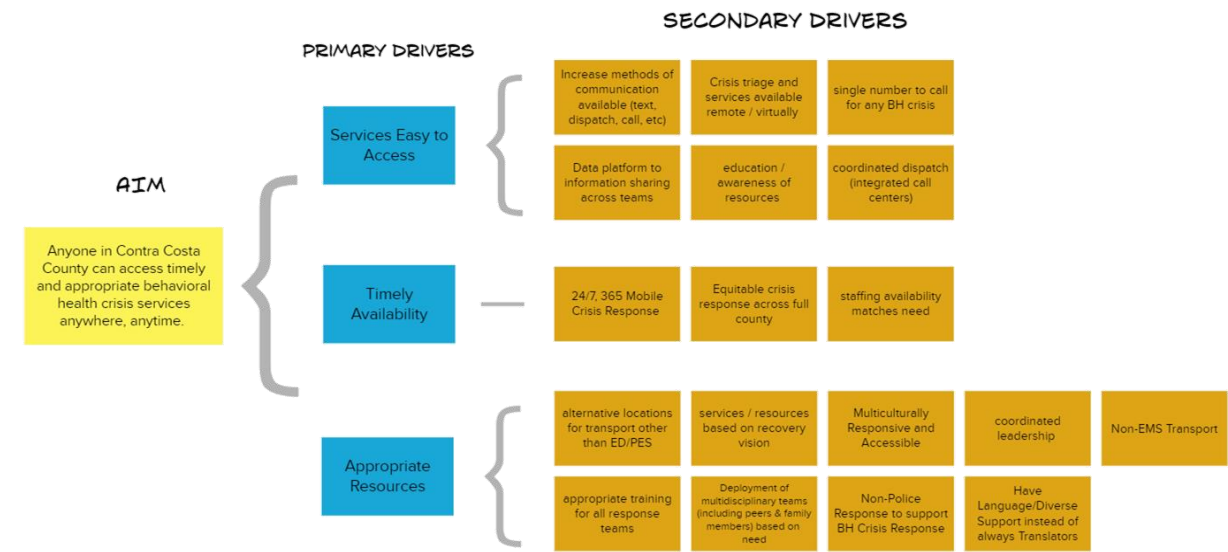 SECONDARY DRIVERS
PRIMARY DRIVERS
AIM
Anyone in Contra Costa
County can access timely
and appropriate behavioral
health crisis services
anywhere, anytime.
Services Easy to
Access
Increase methods of
communication
available (text,
dispatch, call, etc)
Crisis triage and
services available
remote / virtually
single number to call
for any BH crisis
Data platform to
information sharing
across teams
education /
awareness of
resources
coordinated dispatch
(integrated call
centers)
Timely
Availability
24/7, 365 Mobile
Crisis Response
Equitable crisis
response across full
county
staffing availability
matches need
Appropriate
Resources
alternative locations
for transport other
than ED/PES
services / resources
based on recovery
vision
Multiculturally
Responsive and
Accessible
coordinated
leadership
Non-EMS Transport
appropriate training
for all response
teams
Deployment of
multidisciplinary teams
(including peers & family
members) based on
need
Non-Police
Response to support
BH Crisis Response
Have
Language/Diverse
Support instead of
always Translators